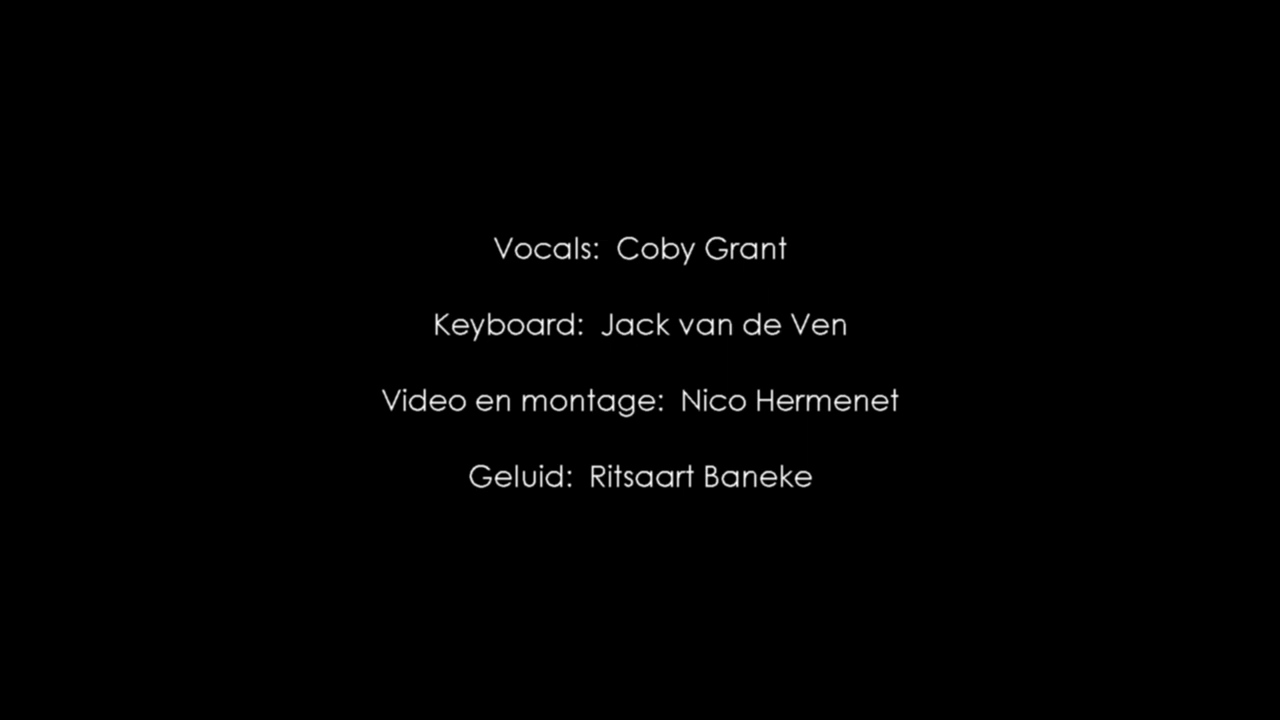 Vocals:  Coby Grant
Keyboard:  Jack van de Ven
Video en montage:  Nico Hermenet
Geluid:  Ritsaart Baneke